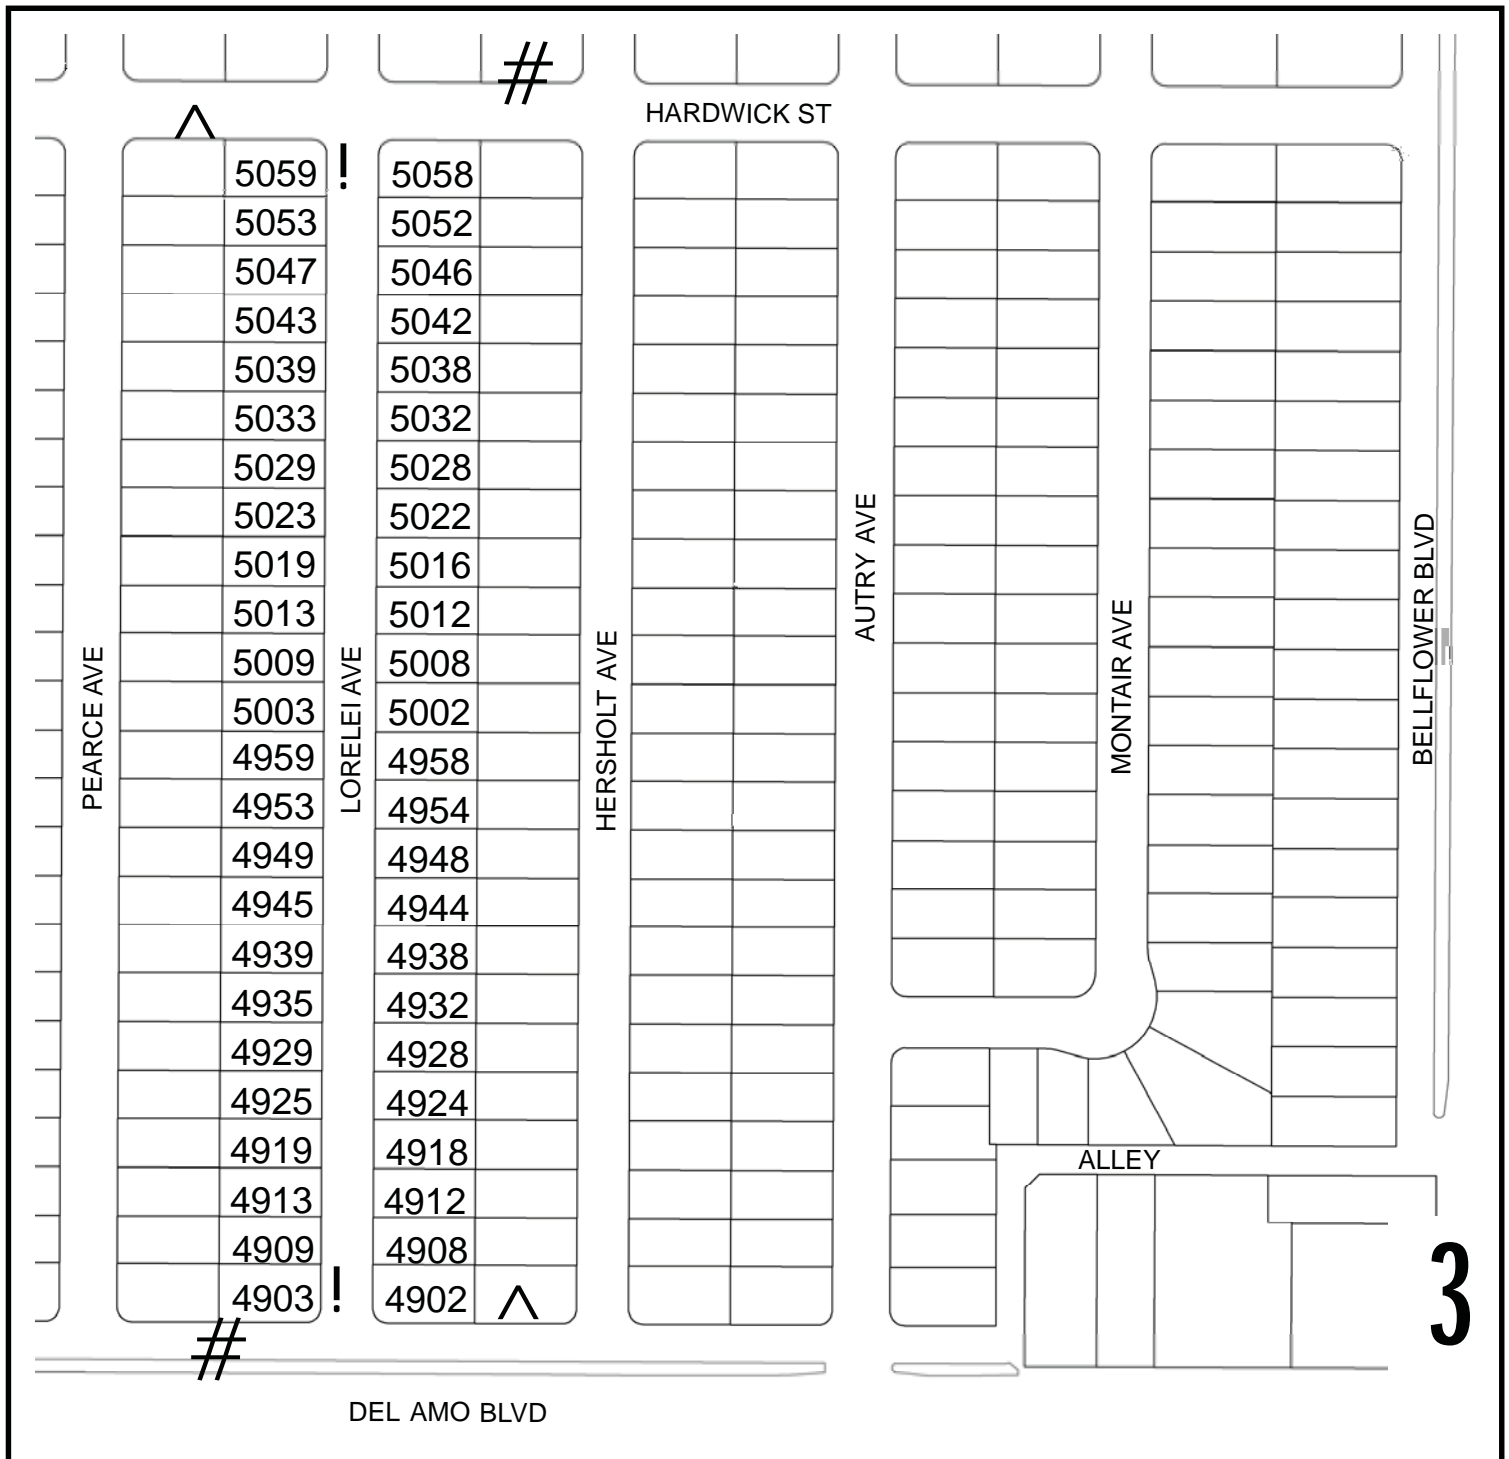 #
HARDWICK ST
^
5059 ! 5058
5053 5052
5047 5046
5043 5042
5039 5038
5033 5032
5029 5028
5023 5022
5019 5016
5013 5012
5009 5008
5003 5002
4959 4958
4953 4954
4949 4948
4945 4944
4939 4938
4935 4932
4929 4928
4925 4924
4919 4918
4913 4912
4909 4908
4903 ! 4902 ^
#
PEARCE AVE
LORELEI AVE
HERSHOLT AVE
AUTRY AVE
MONTAIR AVE
BELLFLOWER BLVD
ALLEY
3
DEL AMO BLVD